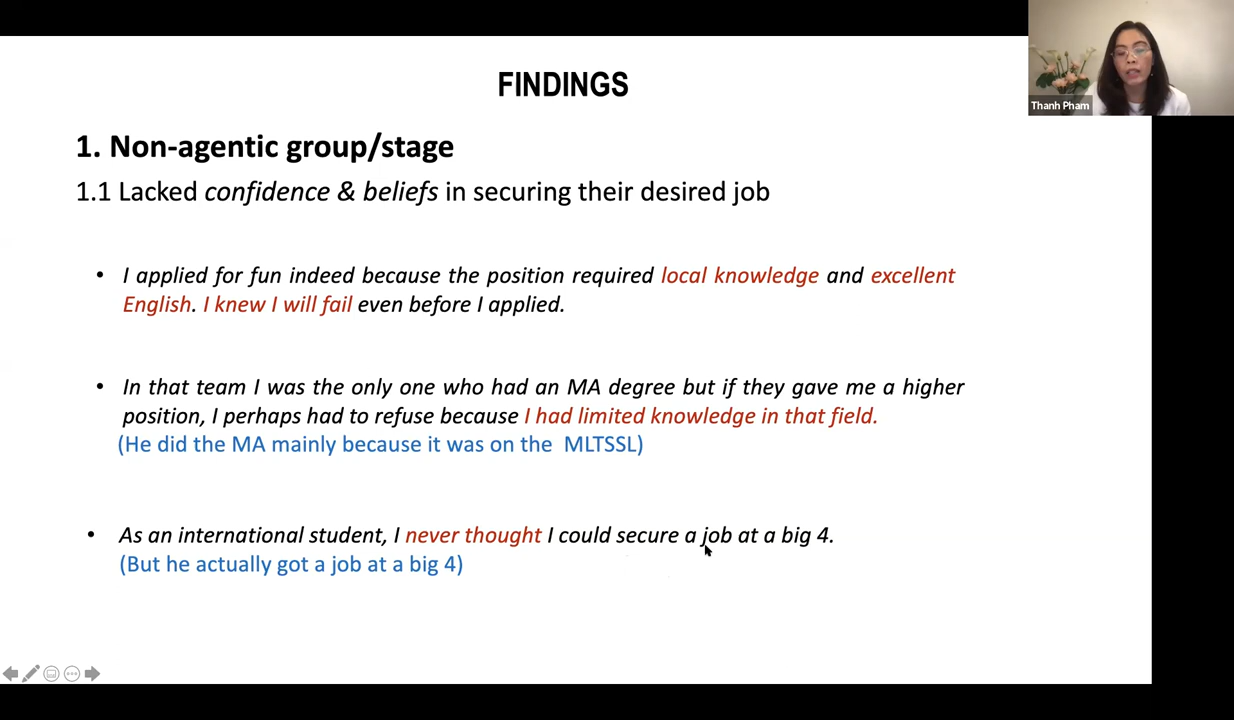 FINDINGS
Thanh Pham
1. Non-agentic group/stage
1.1 Lacked confidence & beliefs in securing their desired job
• I applied for fun indeed because the position required local knowledge and excellent
English. I knew I will fail even before I applied.
• In that team I was the only one who had an MA degree but if they gave me a higher
position, I perhaps had to refuse because I had limited knowledge in that field.
(He did the MA mainly because it was on the MLTSSL)
• As an international student, I never thought I could secure a job at a big 4.
(But he actually got a job at a big 4)